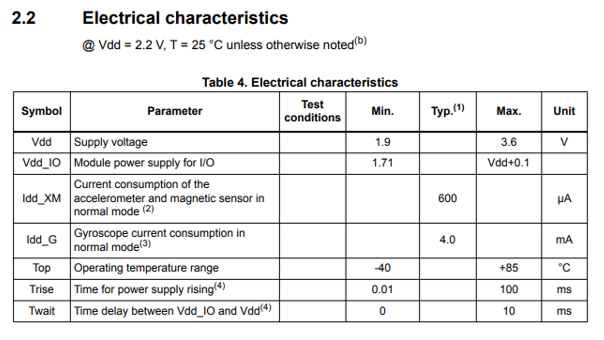 2.2 Electrical characteristics
@ Vdd = 2.2 V, T = 25 °C unless otherwise noted(b)
Table 4. Electrical characteristics
Symbol Parameter Test conditions Min. Typ.(1) Max. Unit
Vdd Supply voltage 1.9 3.6 V
Vdd_IO Module power supply for I/O 1.71 Vdd+0.1
Idd_XM Current consumption of the
accelerometer and magnetic sensor in
normal mode (2) 600 µA
Idd_G Gyroscope current consumption in
normal mode(3) 4.0 mA
Top Operating temperature range -40 +85 °C
Trise Time for power supply rising(4) 0.01 100 ms
Twait Time delay between Vdd_IO and Vdd(4) 0 10 ms